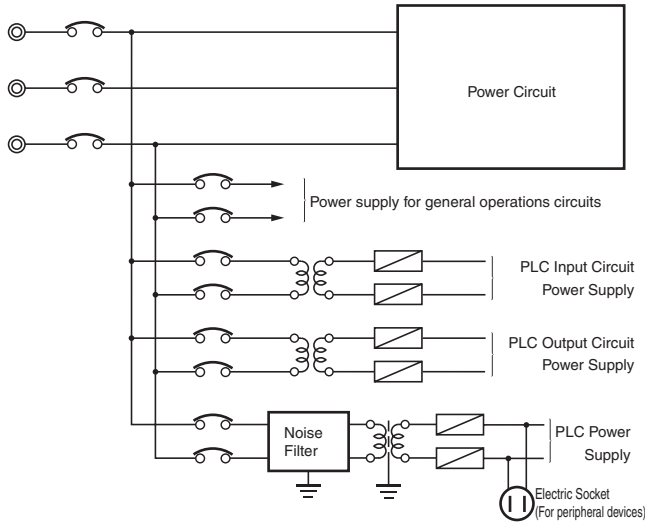 Power Circuit
Power supply for general operations circuits
PLC Input Circuit
Power Supply
PLC Output Circuit
Power Supply
Noise
Filter
PLC Power
Supply
Electric Socket
(For peripheral devices)